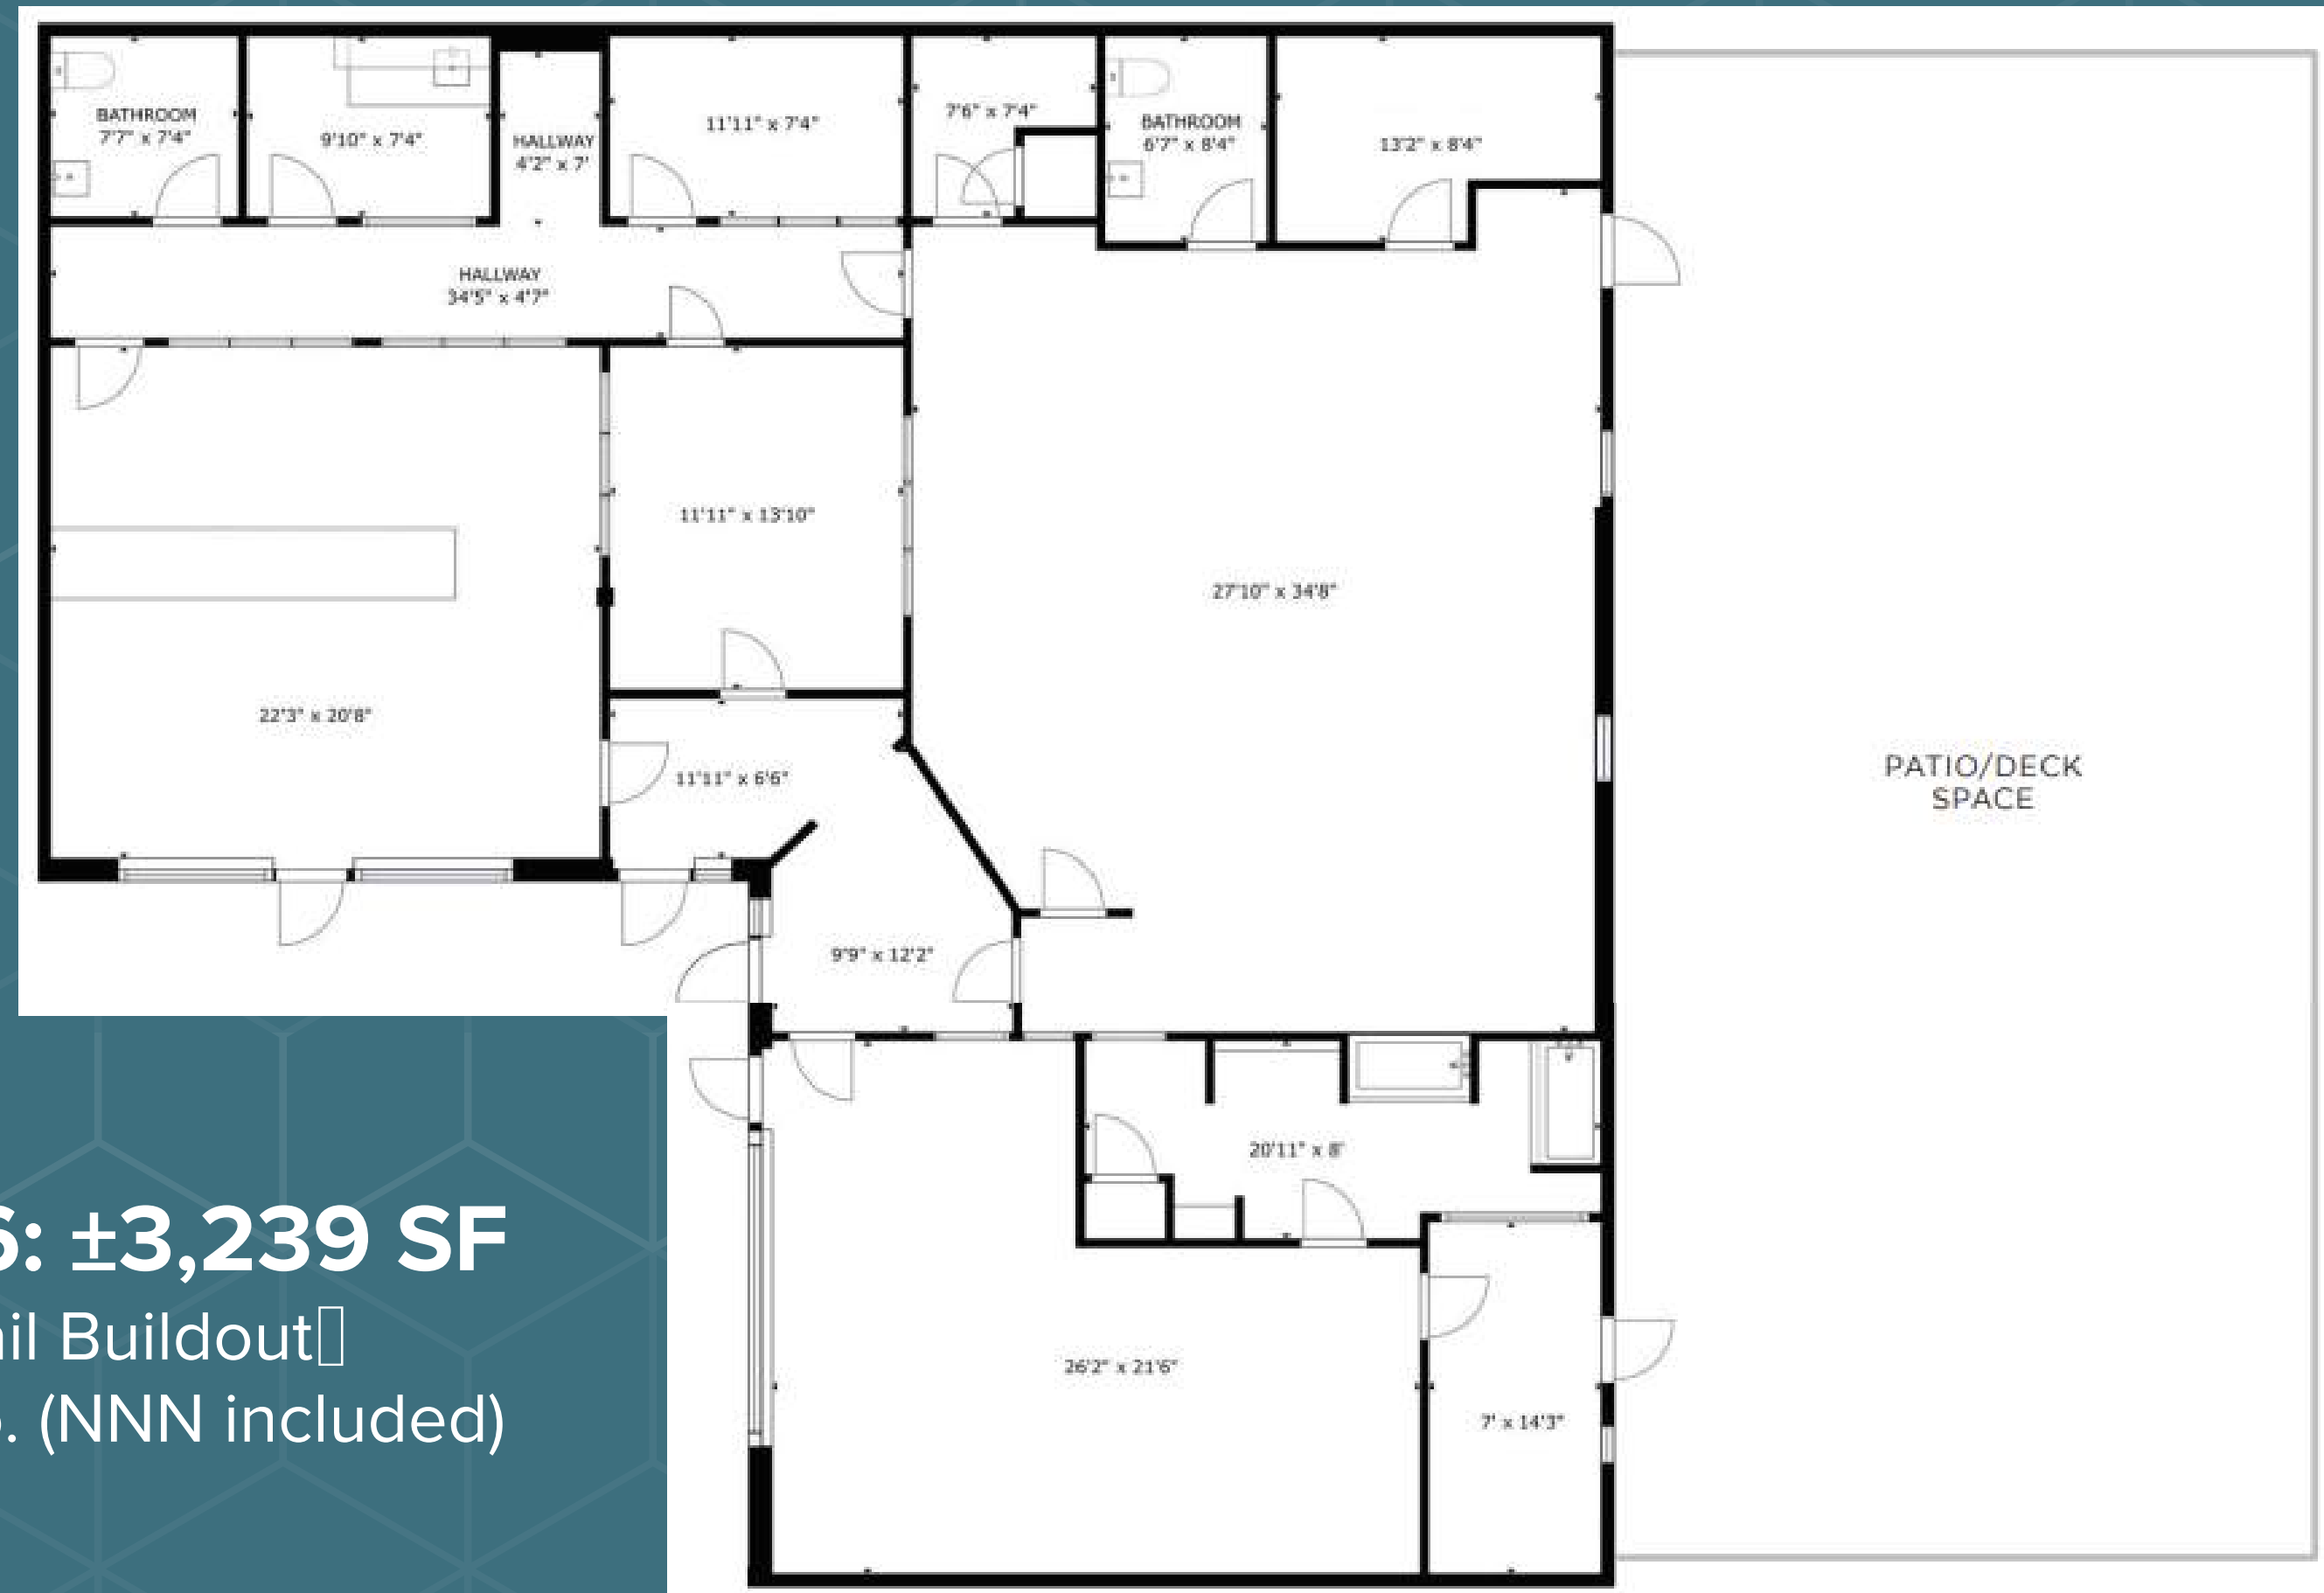 BATHROOM
7'7" x 7'4"
9'10" x 7'4"
HALLWAY
4'2" x 7'
11'11" x 7'4"
7'6" x 7'4"
BATHROOM
6'7" x 8'4"
13'2" x 8'4"
HALLWAY
34'5" x 4'7"
11'11" x 13'10"
27'10" x 34'8"
22'3" x 20'8"
11'11" x 6'6"
PATIO/DECK
SPACE
9'9" x 12'2"
20'11" x 8'
26'2" x 21'6"
7' x 14'3"
: ±3,239 SF
Buildout
(NNN included)